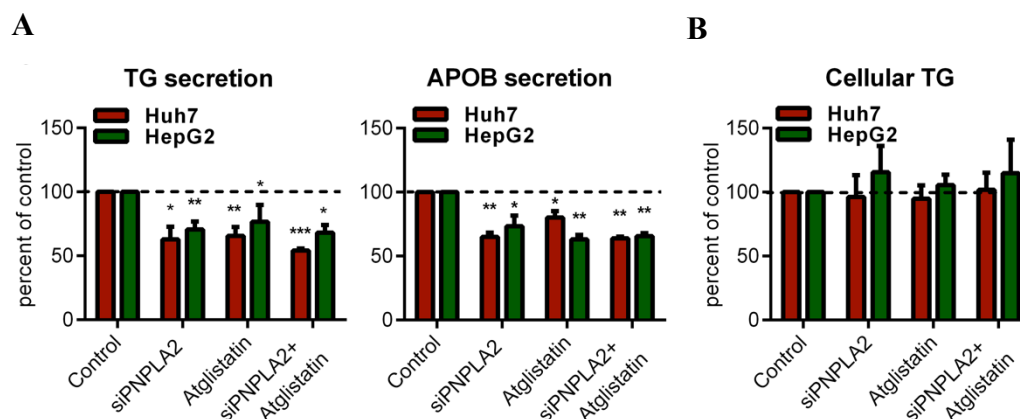 A
B
TG secretion
Huh7
HepG2
percent of control
150
100
50
0
* ** ** * *** *
Control
siPNPLA2
Atglistatin
siPNPLA2+
Atglistatin
APOB secretion
Huh7
HepG2
150
100
50
0
** * * ** ** **
Control
siPNPLA2
Atglistatin
siPNPLA2+
Atglistatin
Cellular TG
Huh7
HepG2
percent of control
150
100
50
0
Control
siPNPLA2
Atglistatin
siPNPLA2+
Atglistatin